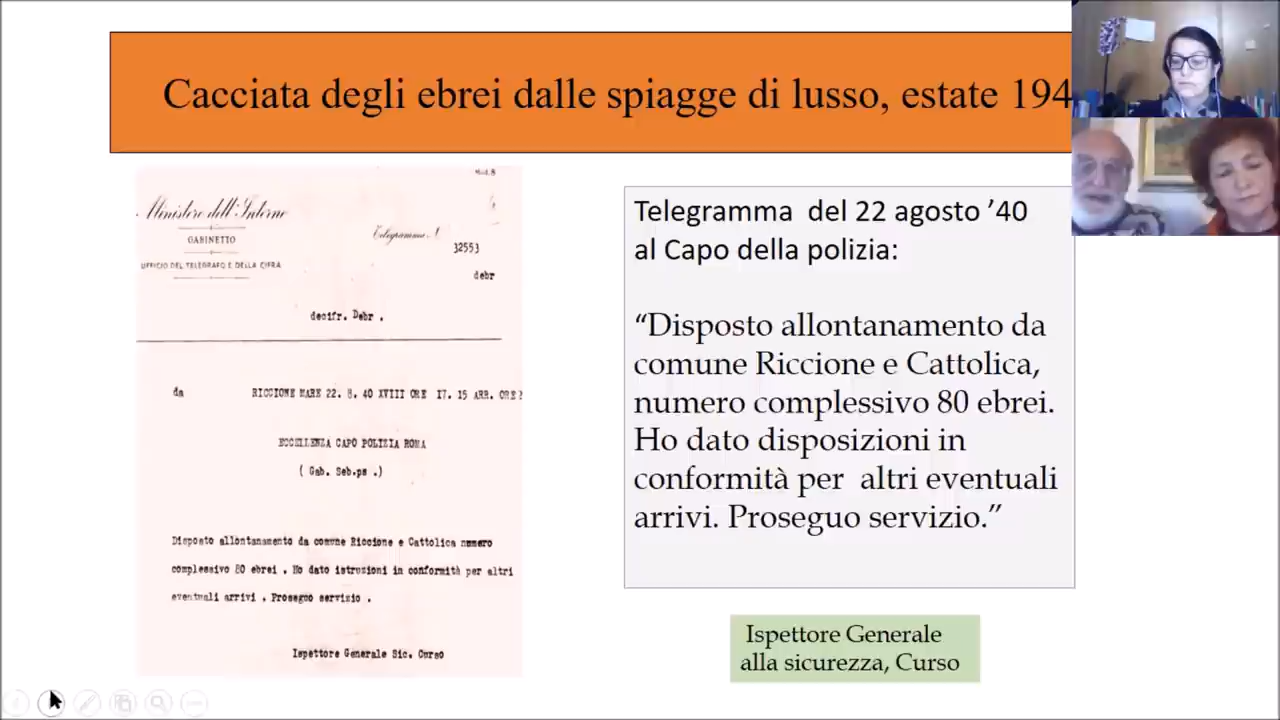 Cacciata degli ebrei dalle spiagge di lusso, estate 194
Ministero dell'Interno
GABINETTO
UFFICIO DEL TELEGRAFO E DELLA CIFRA
Telegramma N.
32553
debr
decifr. Debr .
da RICCIONE MARE 22. 8. 40 XVIII ORE 17. 15 ARR. ORE
ECCELLENZA CAPO POLIZIA ROMA
( Gab. Seb.ps .)
Disposto allontanamento da comune Riccione e Cattolica numero
complessivo 80 ebrei . Ho dato istruzioni in conformità per altri
eventuali arrivi . Proseguo servizio .
Ispettore Generale Sic. Curso
Telegramma del 22 agosto ’40
al Capo della polizia:
“Disposto allontanamento da
comune Riccione e Cattolica,
numero complessivo 80 ebrei.
Ho dato disposizioni in
conformità per altri eventuali
arrivi. Proseguo servizio.”
Ispettore Generale
alla sicurezza, Curso